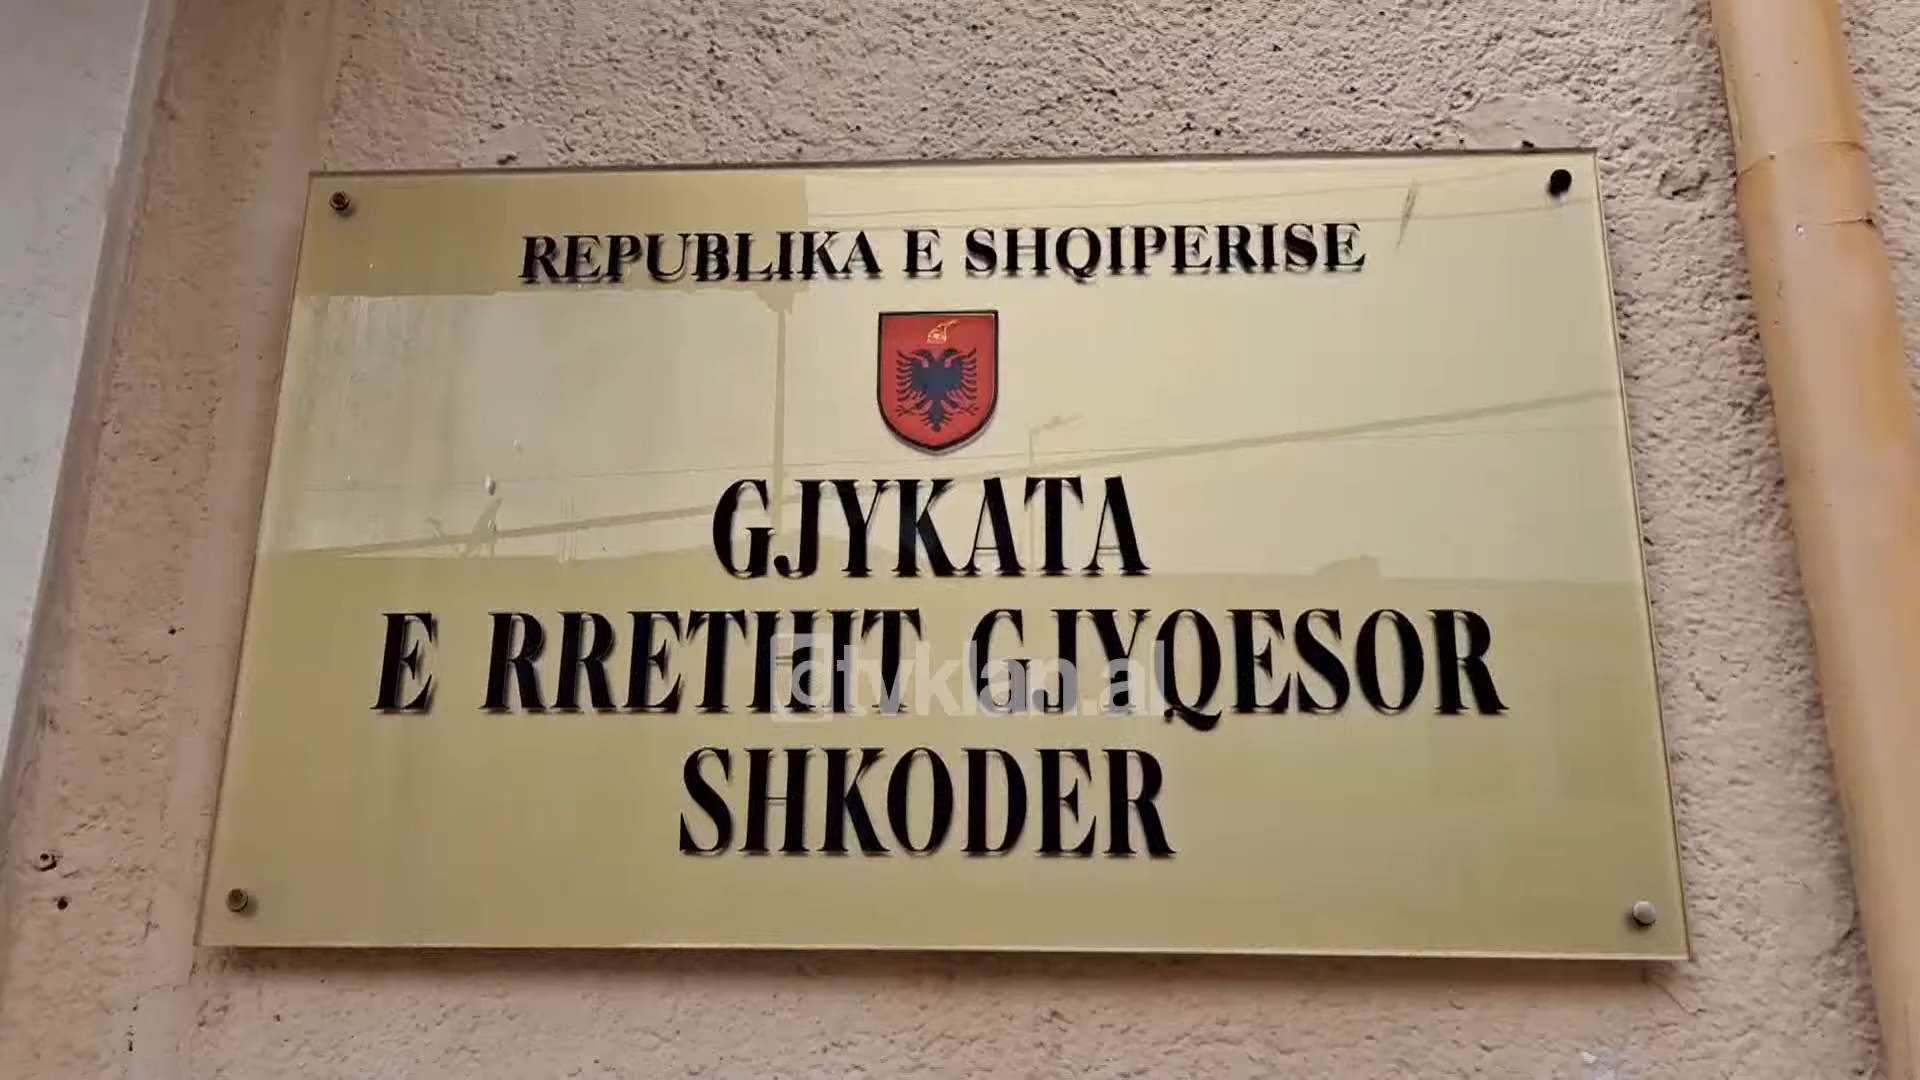 REPUBLIKA E SHQIPERISE
GJYKATA
E RRETHIT GJYQESOR
SHKODER
tvklan.al